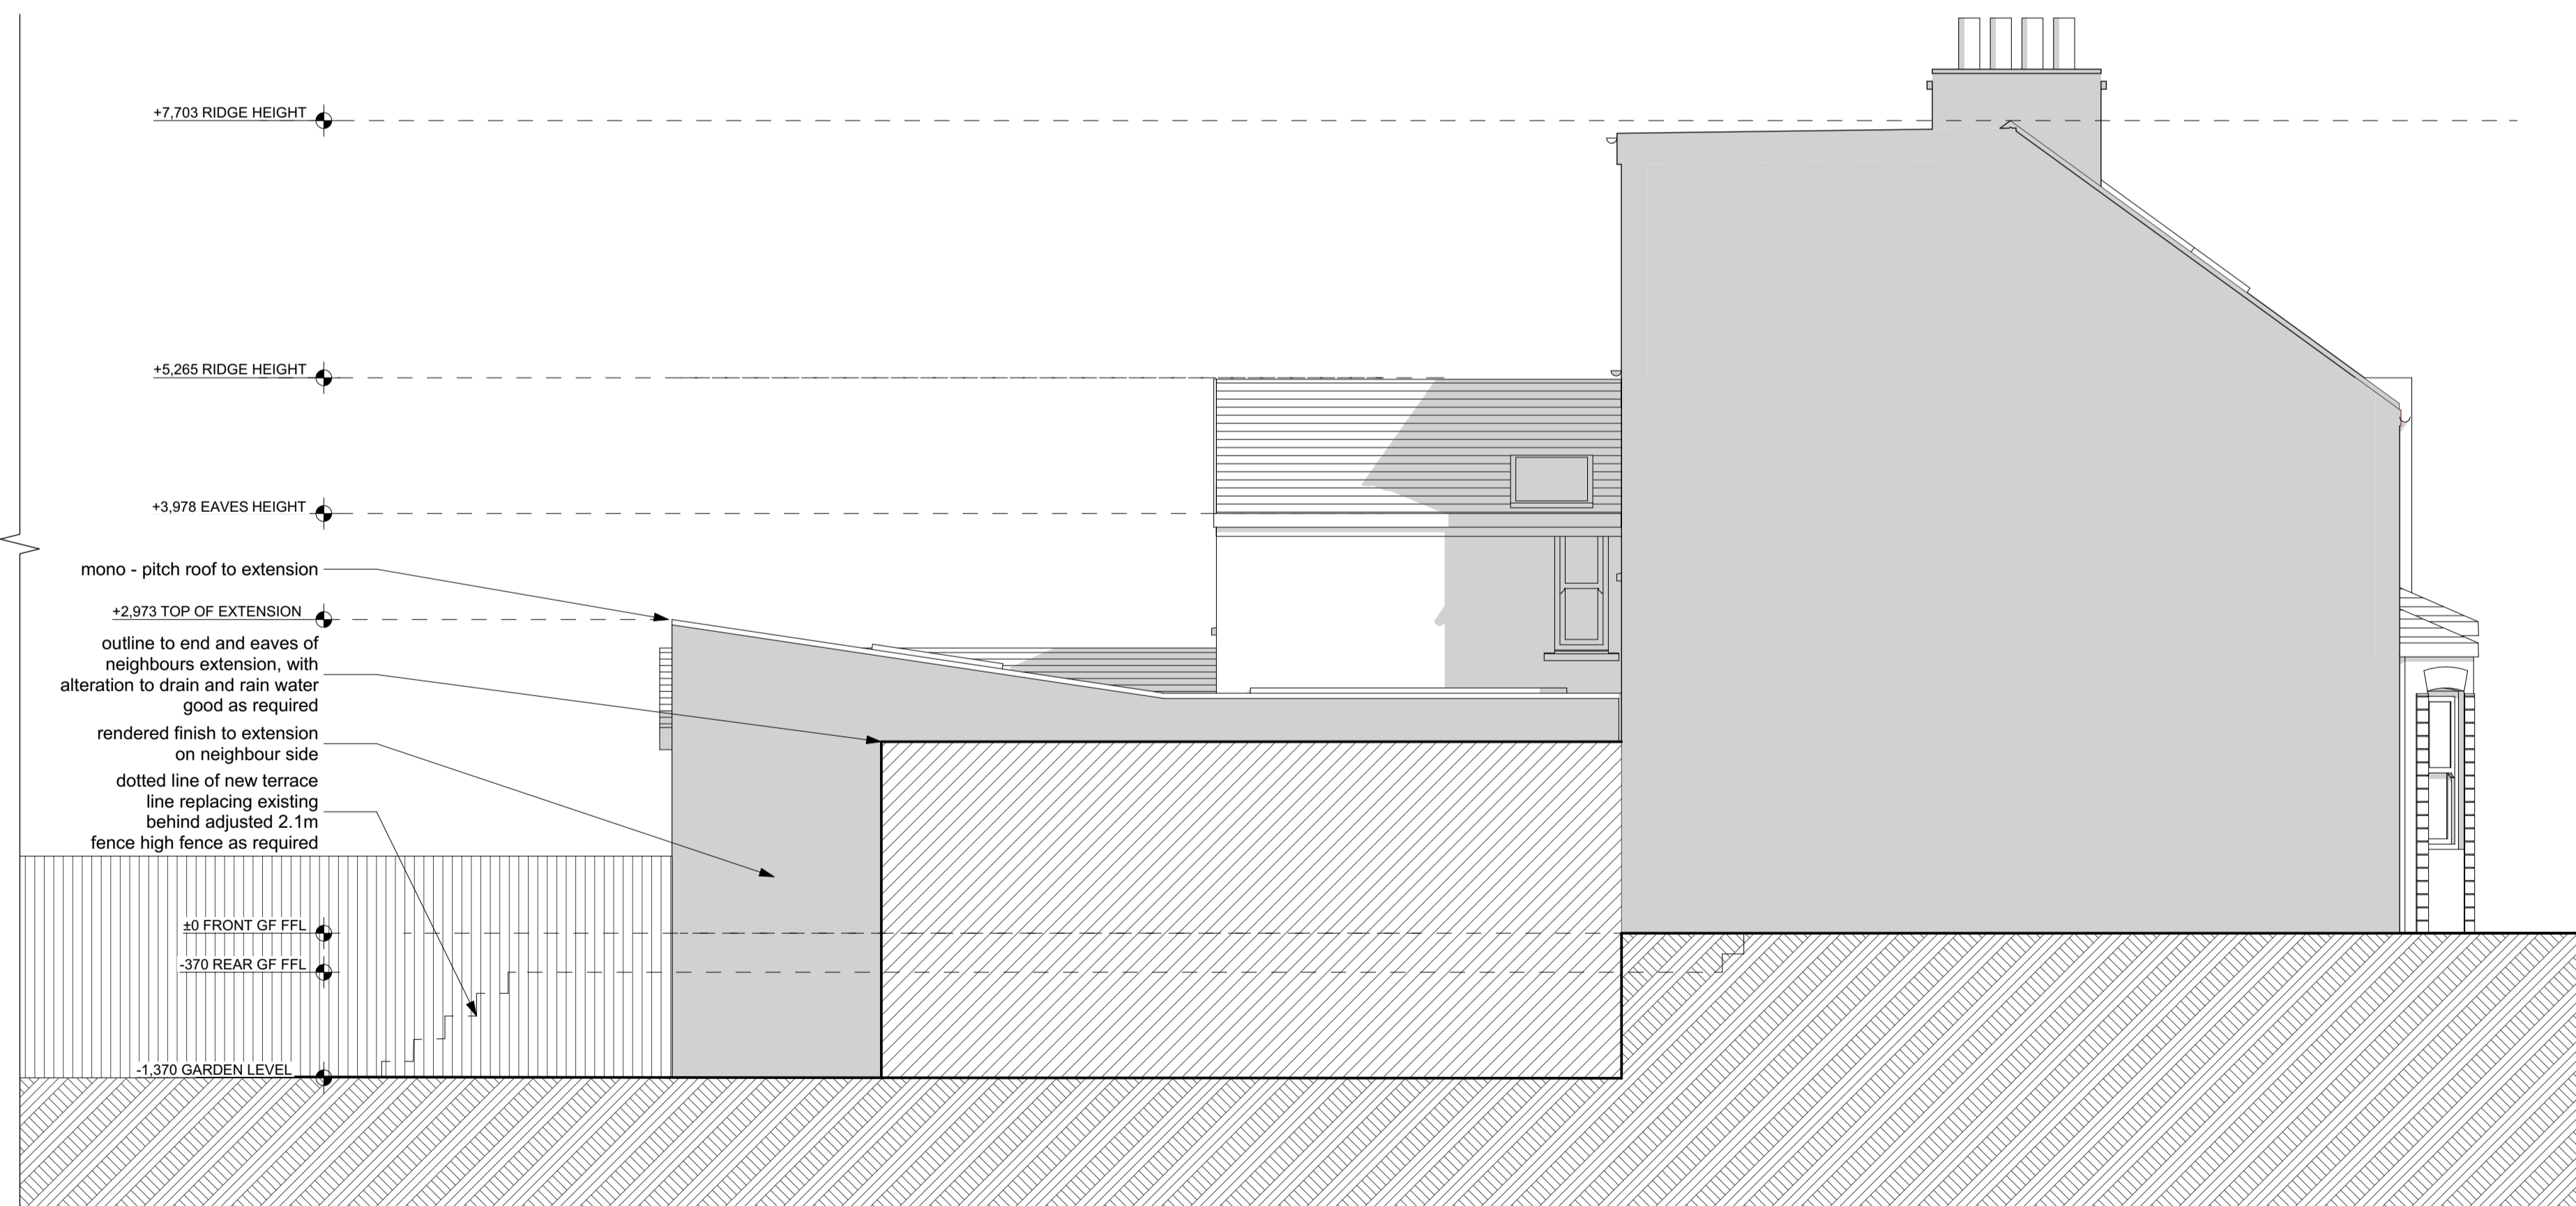 +7,703 RIDGE HEIGHT
+5,265 RIDGE HEIGHT
+3,978 EAVES HEIGHT
mono - pitch roof to extension
+2,973 TOP OF EXTENSION
outline to end and eaves of
neighbours extension, with
alteration to drain and rain water
good as required
rendered finish to extension
on neighbour side
dotted line of new terrace
line replacing existing
behind adjusted 2.1m
fence high fence as required
±0 FRONT GF FFL
-370 REAR GF FFL
-1,370 GARDEN LEVEL